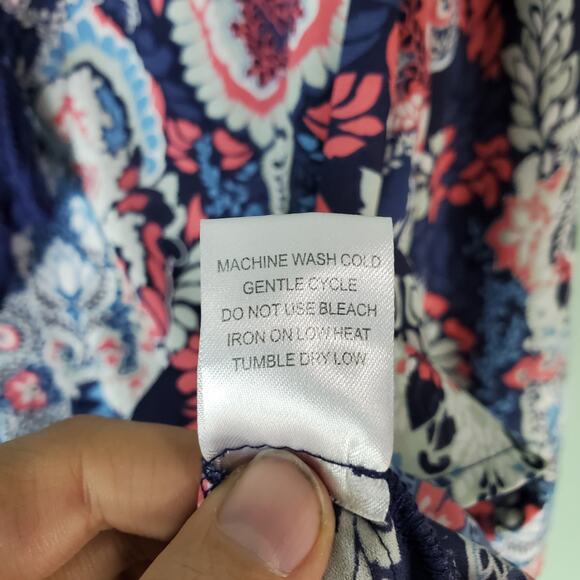 MACHINE WASH COLD
GENTLE CYCLE
DO NOT USE BLEACH
IRON ON LOW HEAT
TUMBLE DRY LOW